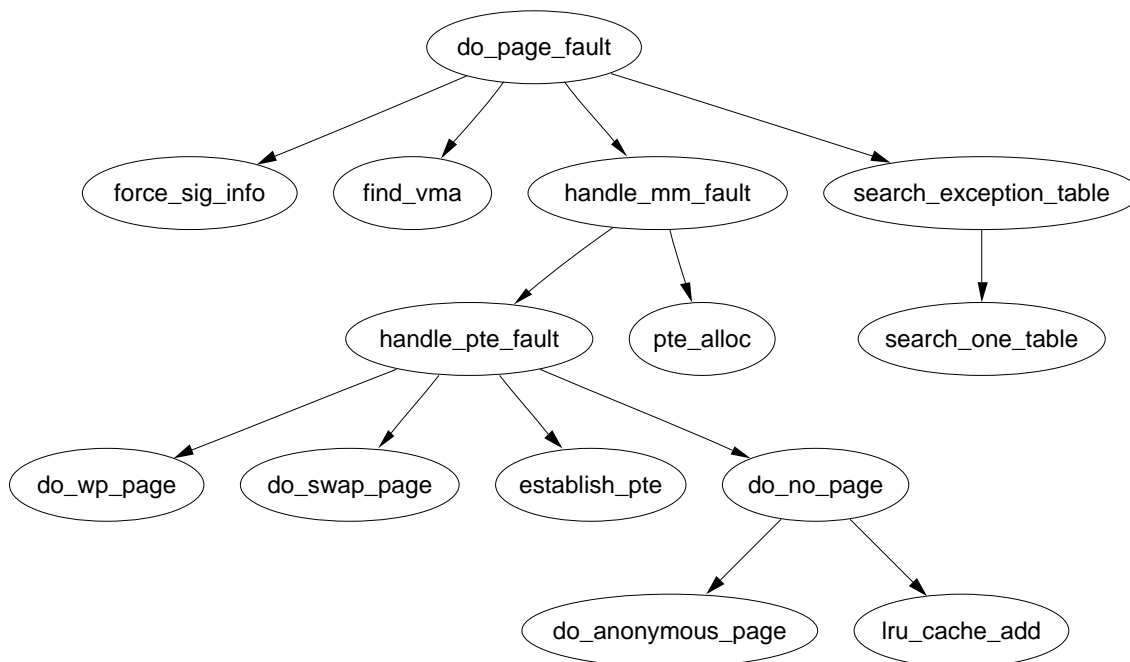 do_page_fault
force_sig_info
find_vma
handle_mm_fault
search_exception_table
handle_pte_fault
pte_alloc
search_one_table
do_wp_page
do_swap_page
establish_pte
do_no_page
do_anonymous_page
lru_cache_add